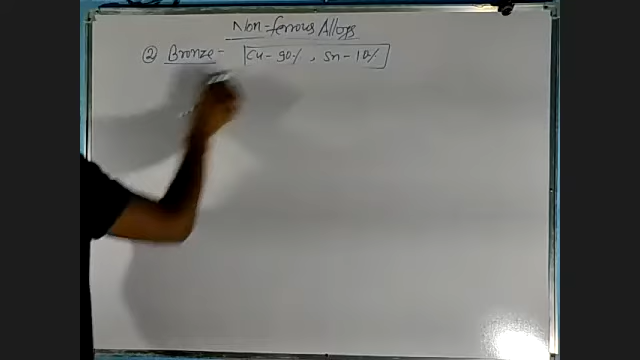 Non-ferrous Alloys
② Bronze - Cu - 90%, Sn - 10%